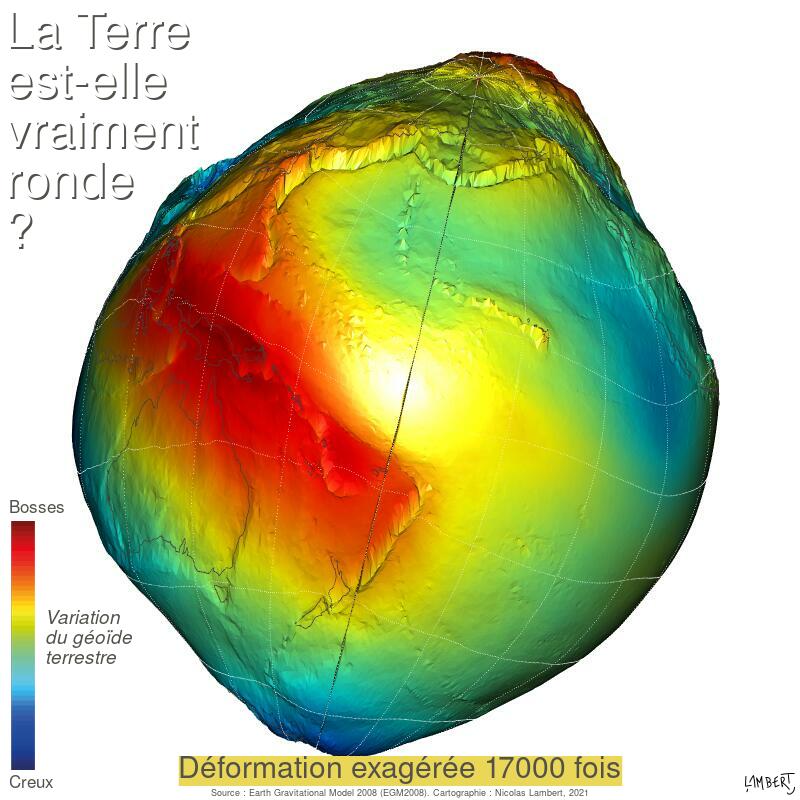 La Terre
est-elle
vraiment
ronde
?
Bosses
Variation
du géoïde
terrestre
Creux
Déformation exagérée 17000 fois
Source : Earth Gravitational Model 2008 (EGM2008). Cartographie : Nicolas Lambert, 2021
LAMBERT